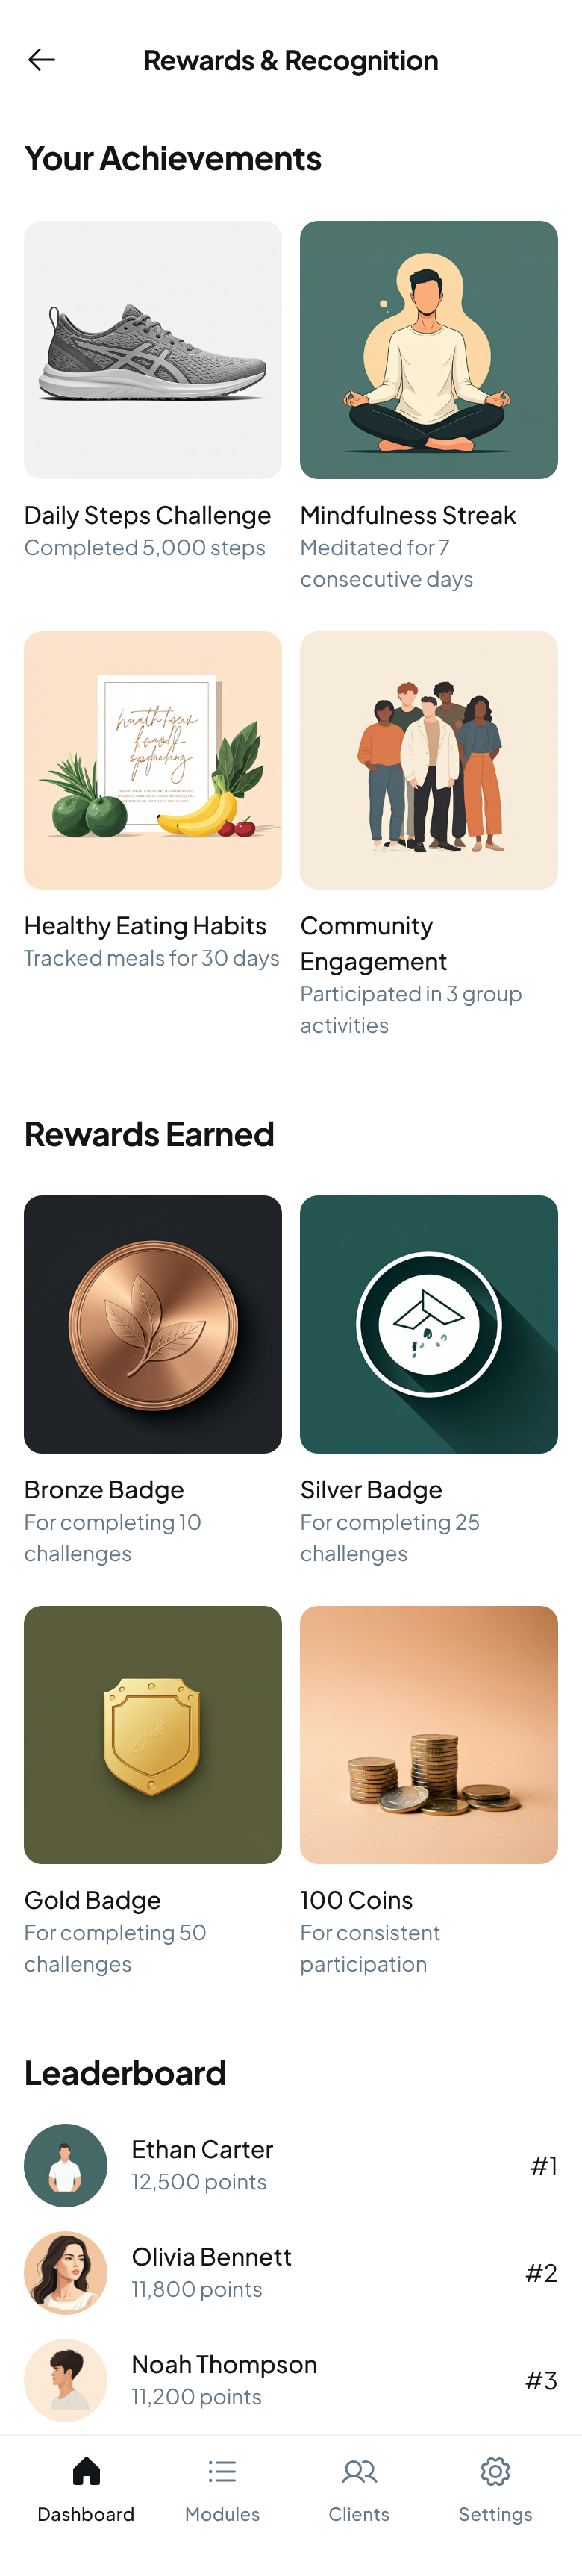 Rewards & Recognition
Your Achievements
Daily Steps Challenge
Completed 5,000 steps
Mindfulness Streak
Meditated for 7
consecutive days
Healthy Eating Habits
Tracked meals for 30 days
Community
Engagement
Participated in 3 group
activities
Rewards Earned
Bronze Badge
For completing 10
challenges
Silver Badge
For completing 25
challenges
Gold Badge
For completing 50
challenges
100 Coins
For consistent
participation
Leaderboard
Ethan Carter
12,500 points
#1
Olivia Bennett
11,800 points
#2
Noah Thompson
11,200 points
#3
Dashboard
Modules
Clients
Settings